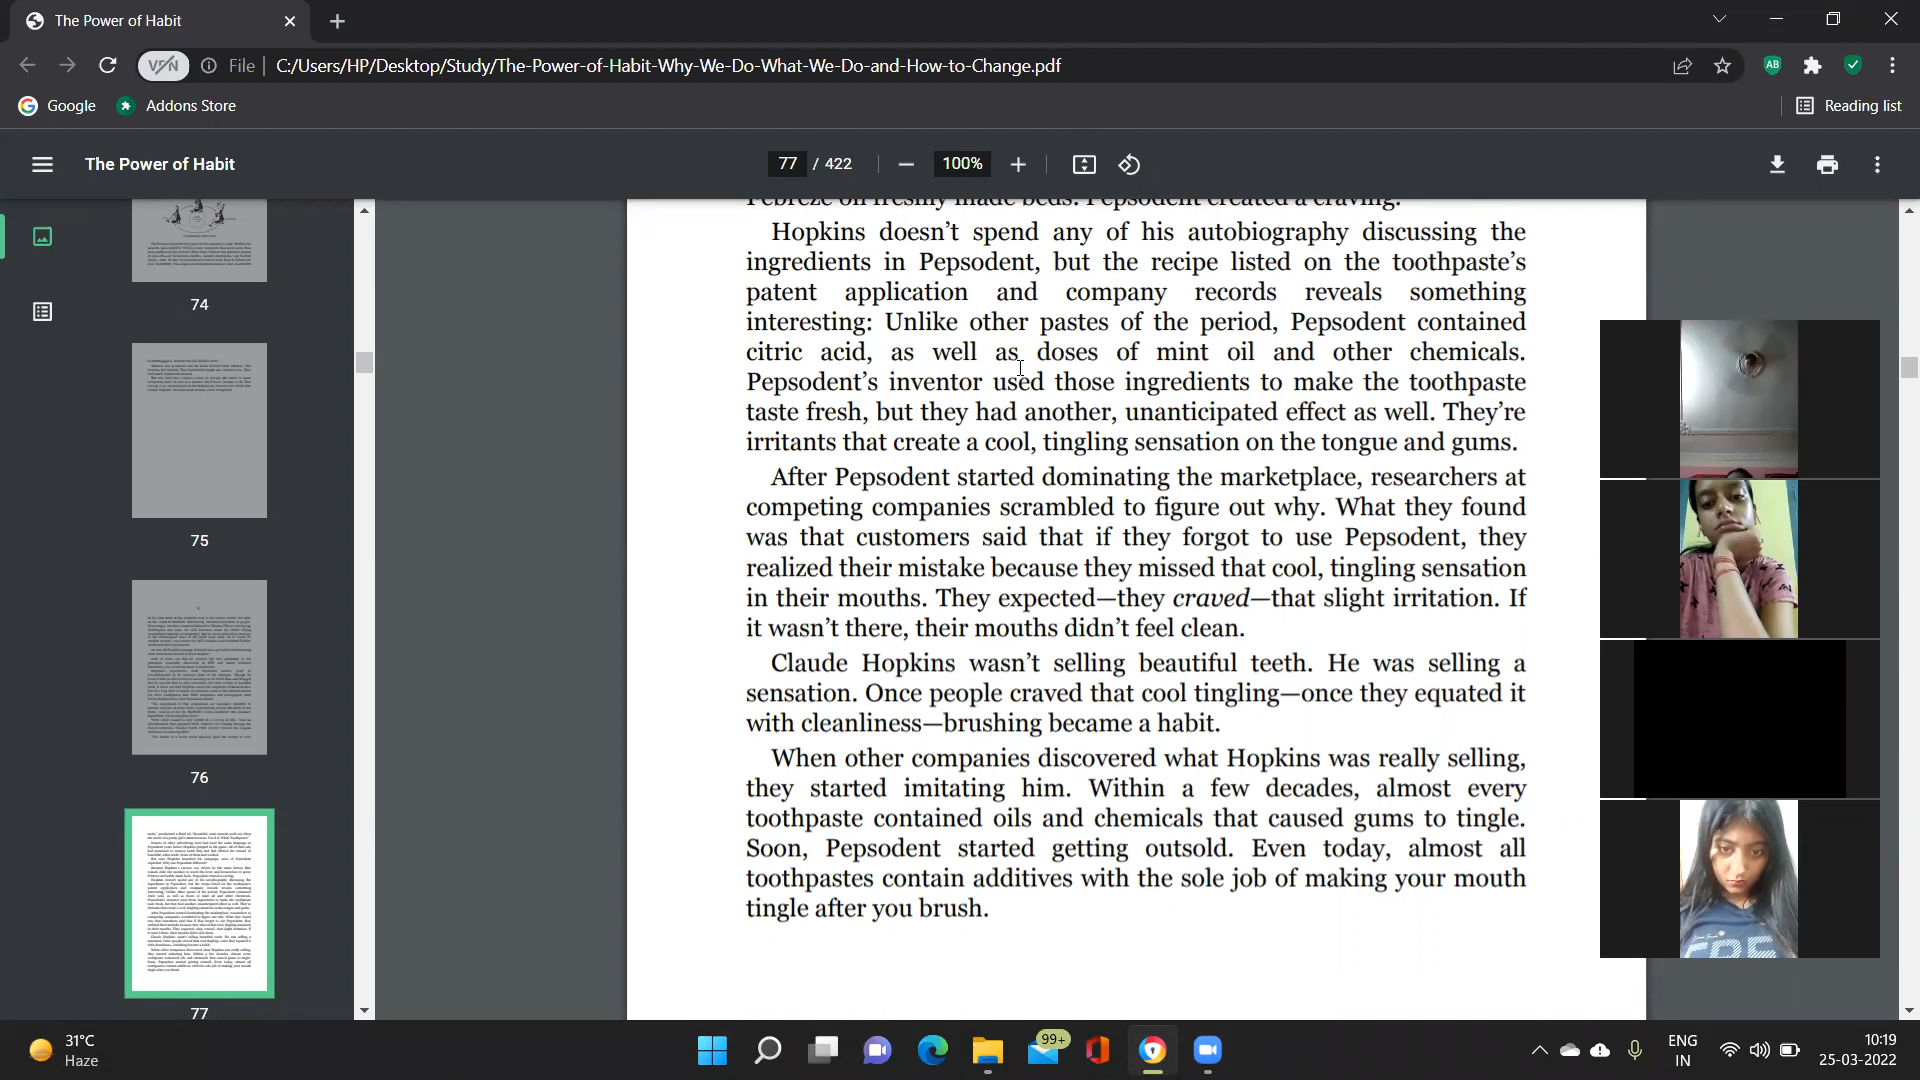 The Power of Habit
VPN
File
C:/Users/HP/Desktop/Study/The-Power-of-Habit-Why-We-Do-What-We-Do-and-How-to-Change.pdf
AB
Google
Addons Store
Reading list
The Power of Habit
77 / 422
100%
74
75
76
77
Febreze on freshly made beds: Pepsodent created a craving.
Hopkins doesn’t spend any of his autobiography discussing the
ingredients in Pepsodent, but the recipe listed on the toothpaste’s
patent application and company records reveals something
interesting: Unlike other pastes of the period, Pepsodent contained
citric acid, as well as doses of mint oil and other chemicals.
Pepsodent’s inventor used those ingredients to make the toothpaste
taste fresh, but they had another, unanticipated effect as well. They’re
irritants that create a cool, tingling sensation on the tongue and gums.
After Pepsodent started dominating the marketplace, researchers at
competing companies scrambled to figure out why. What they found
was that customers said that if they forgot to use Pepsodent, they
realized their mistake because they missed that cool, tingling sensation
in their mouths. They expected—they craved—that slight irritation. If
it wasn’t there, their mouths didn’t feel clean.
Claude Hopkins wasn’t selling beautiful teeth. He was selling a
sensation. Once people craved that cool tingling—once they equated it
with cleanliness—brushing became a habit.
When other companies discovered what Hopkins was really selling,
they started imitating him. Within a few decades, almost every
toothpaste contained oils and chemicals that caused gums to tingle.
Soon, Pepsodent started getting outsold. Even today, almost all
toothpastes contain additives with the sole job of making your mouth
tingle after you brush.
31°C
Haze
99+
ENG
IN
10:19
25-03-2022